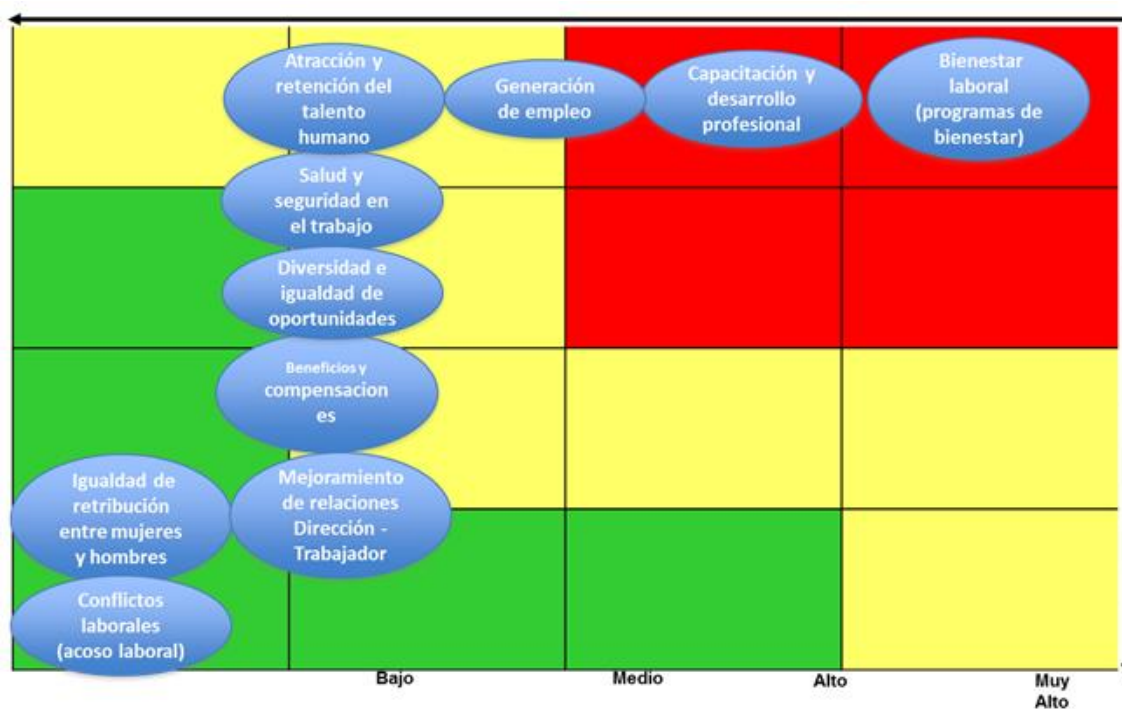 Atracción y
retención del
talento
humano
Generación
de empleo
Capacitación y
desarrollo
profesional
Bienestar
laboral
(programas de
bienestar)
Salud y
seguridad en
el trabajo
Diversidad e
igualdad de
oportunidades
Beneficios y
compensacion
es
Igualdad de
retribución
entre mujeres
y hombres
Mejoramiento
de relaciones
Dirección -
Trabajador
Conflictos
laborales
(acoso laboral)
Bajo
Medio
Alto
Muy
Alto